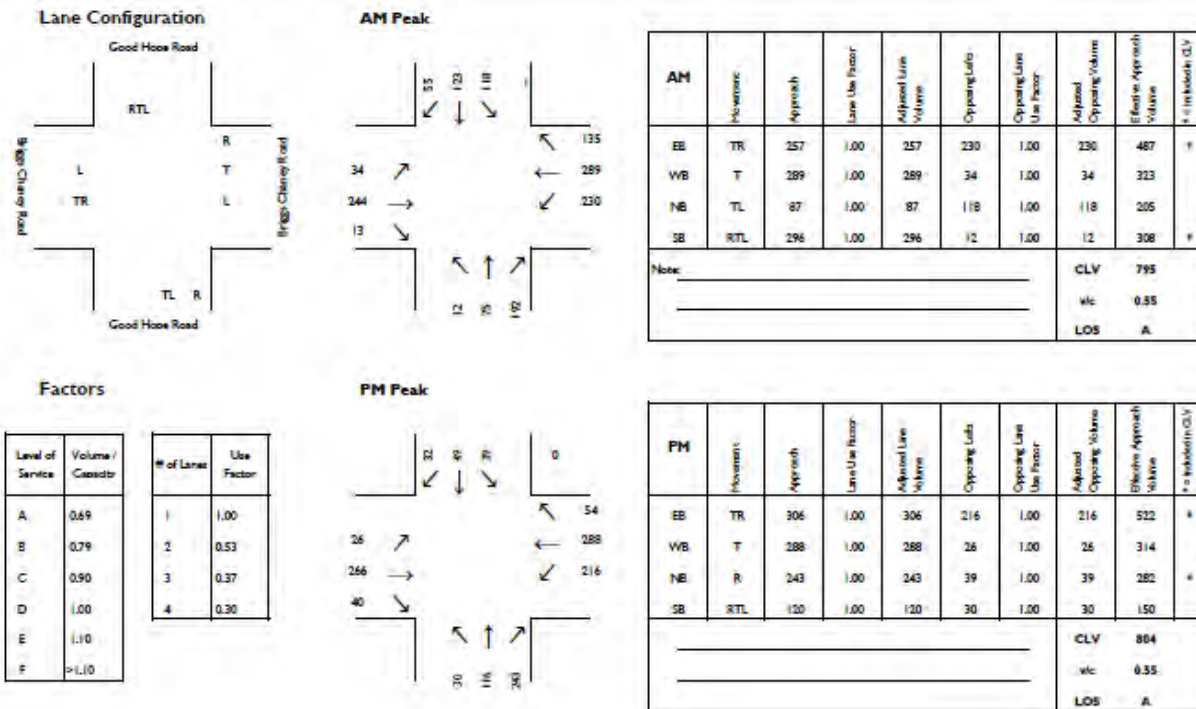 Lane Configuration
Good Hope Road
RTL
R
L T
TR L
Briggs Chaney Road
Briggs Chaney Road
TL R
Good Hope Road
AM Peak
55 123 118
135
34 289
244 230
13
12 75 192
AM Movement Approach Lane Use Factor Adjusted Lane Volume Opposing Lefts Opposing Lane Use Factor Adjusted Opposing Volume Effective Approach Volume * = Included in CLV
EB TR 257 1.00 257 230 1.00 230 487 *
WB T 289 1.00 289 34 1.00 34 323
NB TL 87 1.00 87 118 1.00 118 205
SB RTL 296 1.00 296 12 1.00 12 308 *
Note:
CLV 795
v/c 0.55
LOS A
Factors
Level of Service Volume / Capacity
A 0.69
B 0.79
C 0.90
D 1.00
E 1.10
F >1.10
# of Lanes Use Factor
1 1.00
2 0.53
3 0.37
4 0.30
PM Peak
32 49 39 0
54
26 288
266 216
40
30 116 243
PM Movement Approach Lane Use Factor Adjusted Lane Volume Opposing Lefts Opposing Lane Use Factor Adjusted Opposing Volume Effective Approach Volume * = Included in CLV
EB TR 306 1.00 306 216 1.00 216 522 *
WB T 288 1.00 288 26 1.00 26 314
NB R 243 1.00 243 39 1.00 39 282 *
SB RTL 120 1.00 120 30 1.00 30 150
CLV 804
v/c 0.55
LOS A